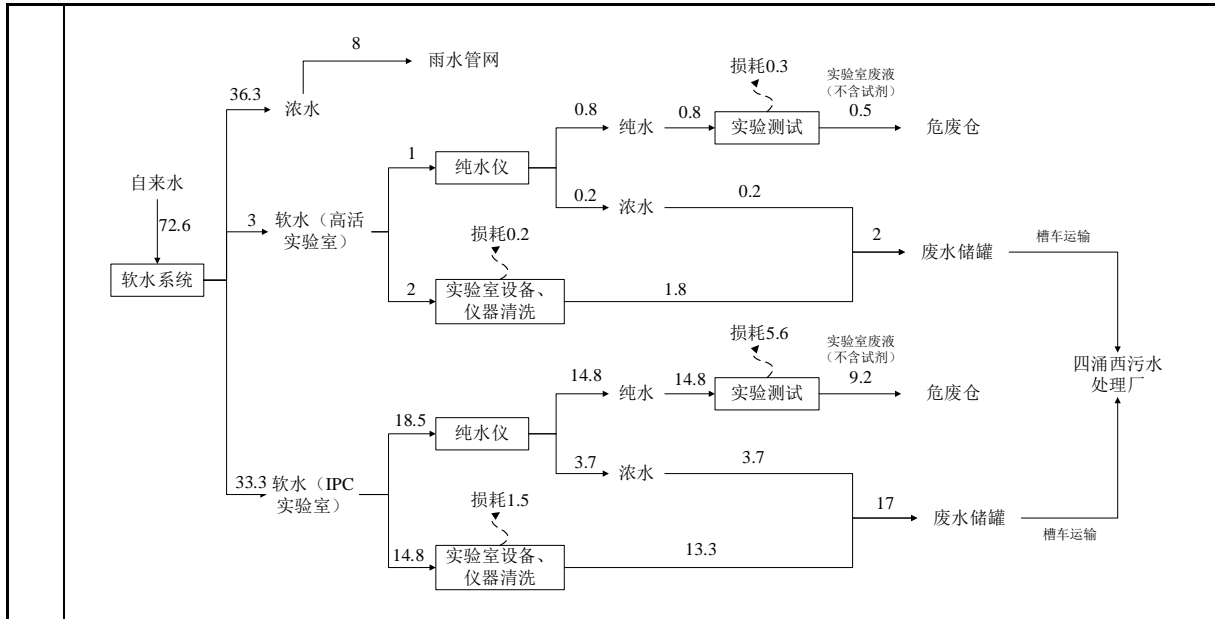 8
雨水管网
36.3
浓水
损耗0.3
实验室废液
（不含试剂）
0.8
纯水
0.8
实验测试
0.5
危废仓
1
纯水仪
0.2
浓水
0.2
自来水
72.6
3
软水（高活
实验室）
损耗0.2
2
废水储罐
槽车运输
软水系统
2
实验室设备、
仪器清洗
1.8
损耗5.6
实验室废液
（不含试剂）
四涌西污水
处理厂
14.8
纯水
14.8
实验测试
9.2
危废仓
18.5
纯水仪
3.7
浓水
3.7
33.3
软水（IPC
实验室）
损耗1.5
17
废水储罐
槽车运输
14.8
实验室设备、
仪器清洗
13.3